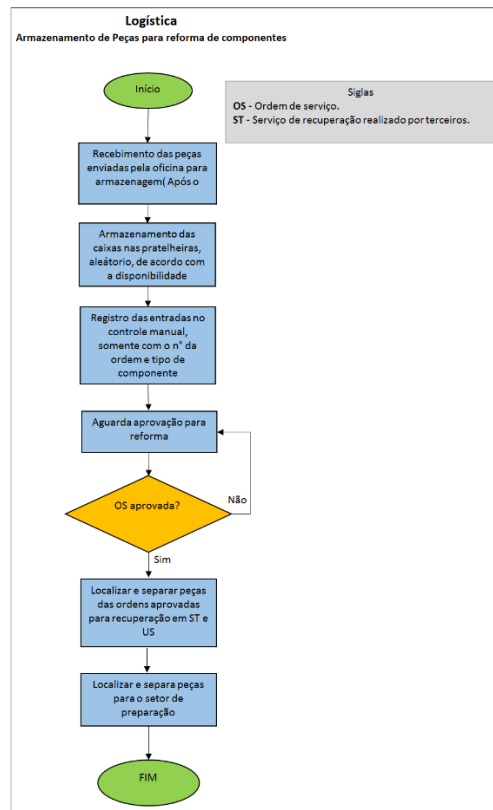 Logística
Armazenamento de Peças para reforma de componentes
Início
Siglas
OS - Ordem de serviço.
ST - Serviço de recuperação realizado por terceiros.
Recebimento das peças
enviadas pela oficina para
armazenagem( Após o
Armazenamento das
caixas nas pratelheiras,
aleátorio, de acordo com
a disponibilidade
Registro das entradas no
controle manual,
somente com o n° da
ordem e tipo de
componente
Aguarda aprovação para
reforma
OS aprovada?
Não
Sim
Localizar e separar peças
das ordens aprovadas
para recuperação em ST e
US
Localizar e separa peças
para o setor de
preparação
FIM